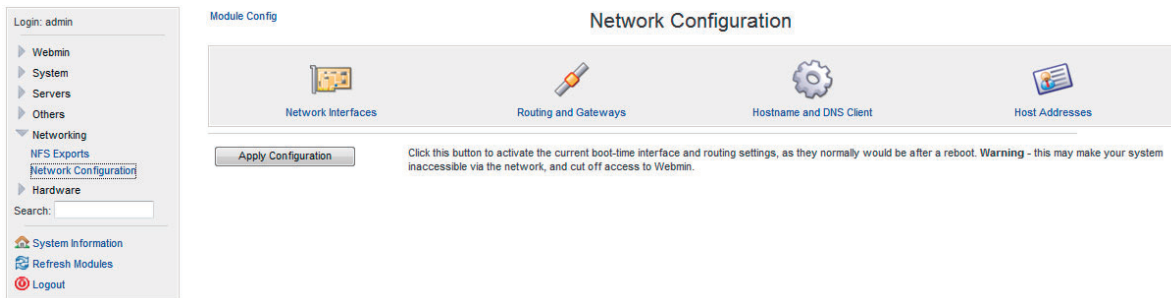 Login: admin
Webmin
System
Servers
Others
Networking
NFS Exports
Network Configuration
Hardware
Search:
System Information
Refresh Modules
Logout
Module Config
Network Configuration
Network Interfaces
Routing and Gateways
Hostname and DNS Client
Host Addresses
Apply Configuration
Click this button to activate the current boot-time interface and routing settings, as they normally would be after a reboot. Warning - this may make your system
inaccessible via the network, and cut off access to Webmin.